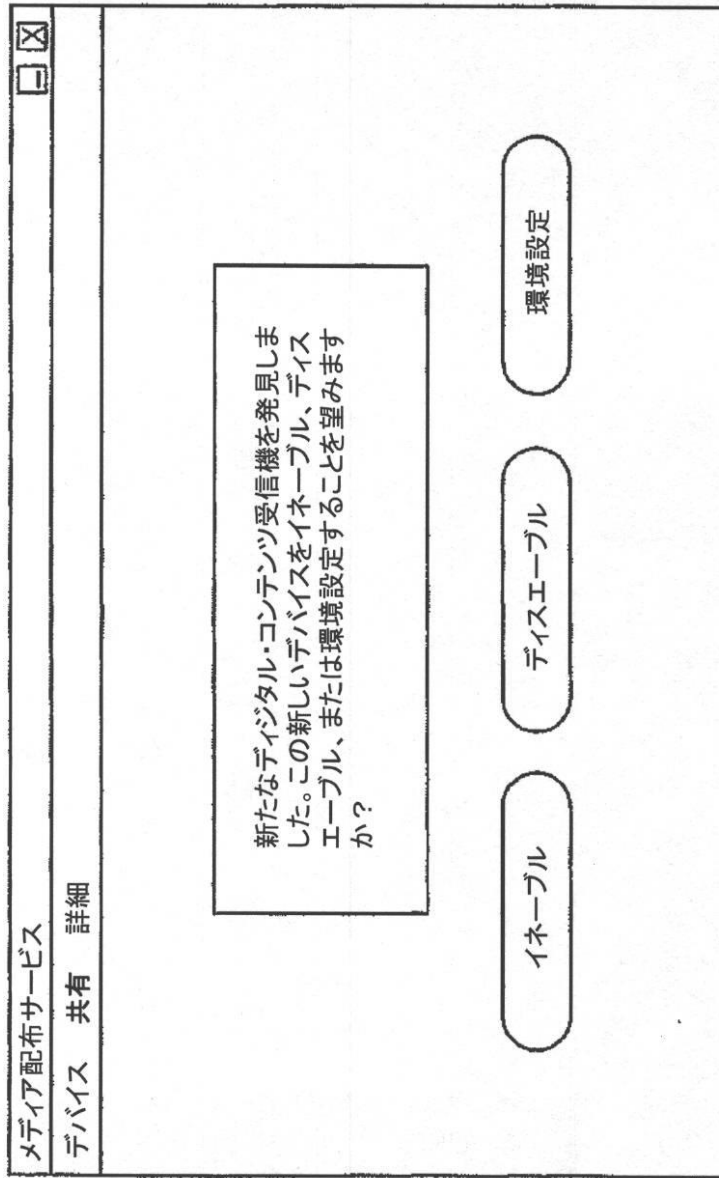 メディア配布サービス
デバイス 共有 詳細
新たなディジタル・コンテンツ受信機を発見しま
した。この新しいデバイスをイネーブル、ディス
エーブル、または環境設定することを望みます
か？
イネーブル ディスエーブル 環境設定